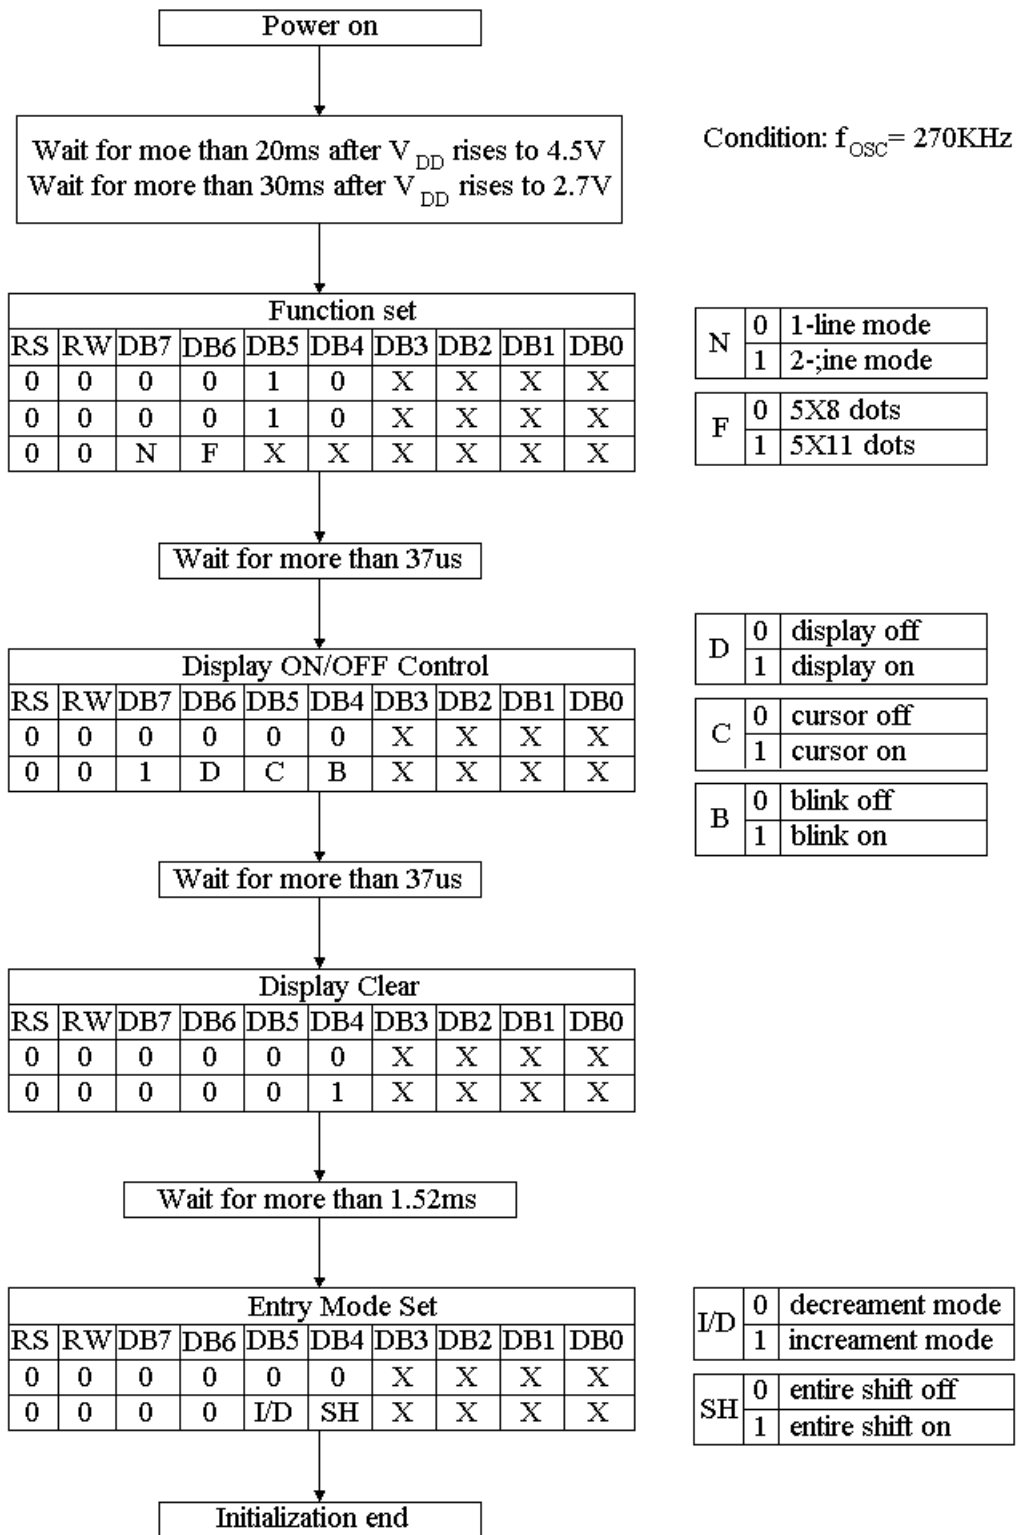 Power on
Wait for moe than 20ms after V DD rises to 4.5V
Wait for more than 30ms after V DD rises to 2.7V
Condition: fOSC= 270KHz
Function set
RS RW DB7 DB6 DB5 DB4 DB3 DB2 DB1 DB0
0 0 0 0 1 0 X X X X
0 0 0 0 1 0 X X X X
0 0 N F X X X X X X
N
0 1-line mode
1 2-;ine mode
F
0 5X8 dots
1 5X11 dots
Wait for more than 37us
Display ON/OFF Control
RS RW DB7 DB6 DB5 DB4 DB3 DB2 DB1 DB0
0 0 0 0 0 0 X X X X
0 0 1 D C B X X X X
D
0 display off
1 display on
C
0 cursor off
1 cursor on
B
0 blink off
1 blink on
Wait for more than 37us
Display Clear
RS RW DB7 DB6 DB5 DB4 DB3 DB2 DB1 DB0
0 0 0 0 0 0 X X X X
0 0 0 0 0 1 X X X X
Wait for more than 1.52ms
Entry Mode Set
RS RW DB7 DB6 DB5 DB4 DB3 DB2 DB1 DB0
0 0 0 0 0 0 X X X X
0 0 0 0 I/D SH X X X X
I/D
0 decreament mode
1 increament mode
SH
0 entire shift off
1 entire shift on
Initialization end